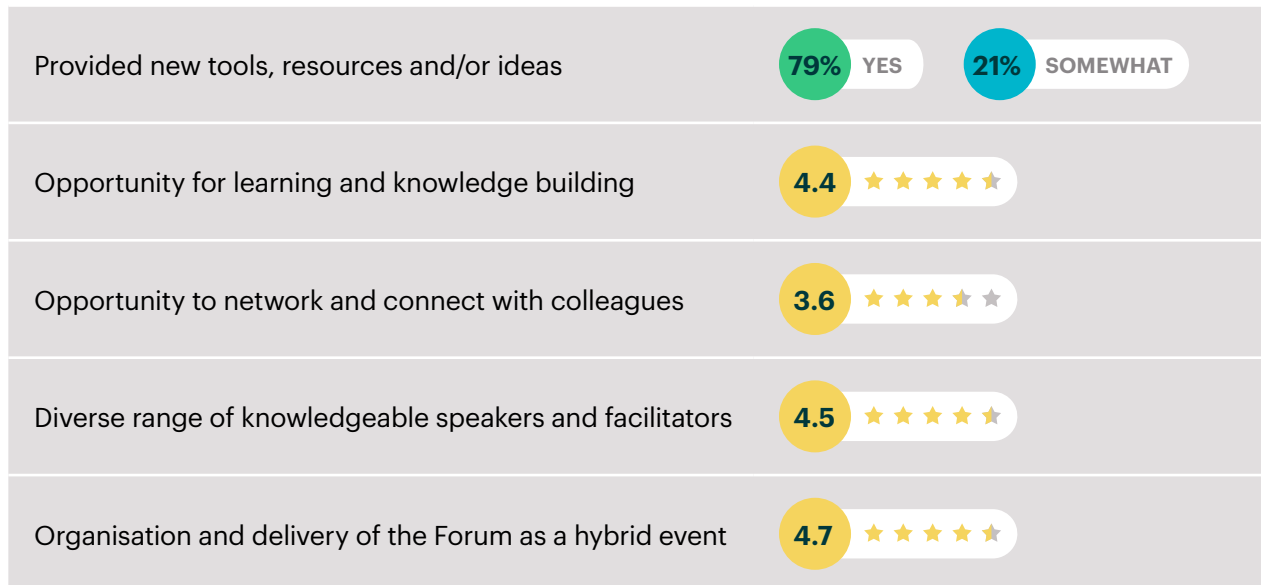 Provided new tools, resources and/or ideas 79% YES 21% SOMEWHAT
Opportunity for learning and knowledge building 4.4
Opportunity to network and connect with colleagues 3.6
Diverse range of knowledgeable speakers and facilitators 4.5
Organisation and delivery of the Forum as a hybrid event 4.7